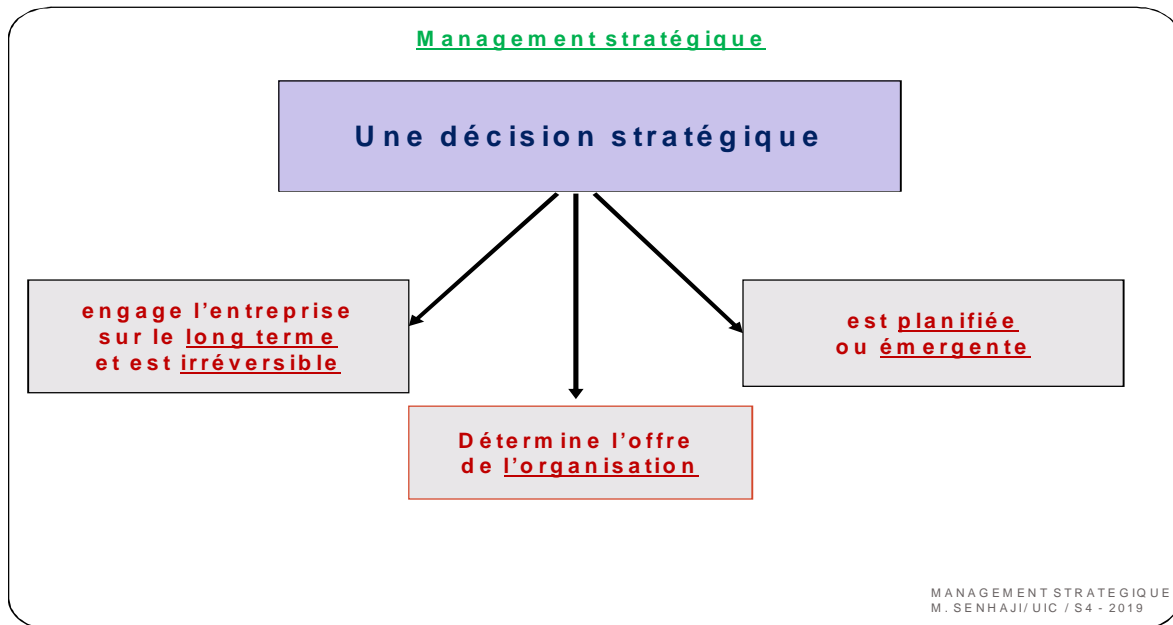 Management stratégique
Une décision stratégique
engage l’entreprise
sur le long terme
et est irréversible
est planifiée
ou émergente
Détermine l’offre
de l’organisation
MANAGEMENT STRATEGIQUE
M. SENHAJI/ UIC / S4 - 2019